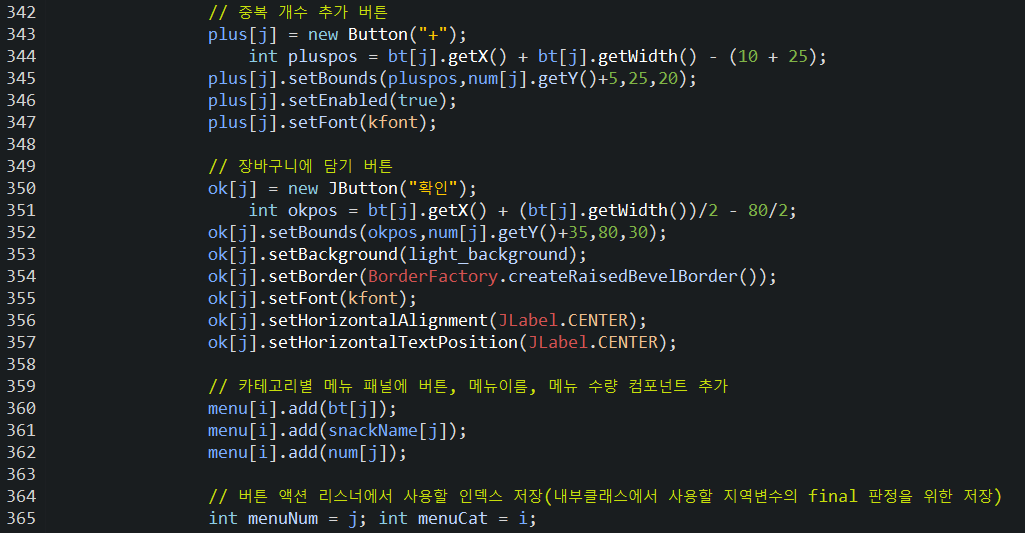 342                 // 중복 개수 추가 버튼
343                 plus[j] = new Button("+");
344                     int pluspos = bt[j].getX() + bt[j].getWidth() - (10 + 25);
345                 plus[j].setBounds(pluspos,num[j].getY()+5,25,20);
346                 plus[j].setEnabled(true);
347                 plus[j].setFont(kfont);
348
349                 // 장바구니에 담기 버튼
350                 ok[j] = new JButton("확인");
351                     int okpos = bt[j].getX() + (bt[j].getWidth())/2 - 80/2;
352                 ok[j].setBounds(okpos,num[j].getY()+35,80,30);
353                 ok[j].setBackground(light_background);
354                 ok[j].setBorder(BorderFactory.createRaisedBevelBorder());
355                 ok[j].setFont(kfont);
356                 ok[j].setHorizontalAlignment(JLabel.CENTER);
357                 ok[j].setHorizontalTextPosition(JLabel.CENTER);
358
359                 // 카테고리별 메뉴 패널에 버튼, 메뉴이름, 메뉴 수량 컴포넌트 추가
360                 menu[i].add(bt[j]);
361                 menu[i].add(snackName[j]);
362                 menu[i].add(num[j]);
363
364                 // 버튼 액션 리스너에서 사용할 인덱스 저장(내부클래스에서 사용할 지역변수의 final 판정을 위한 저장)
365                 int menuNum = j; int menuCat = i;